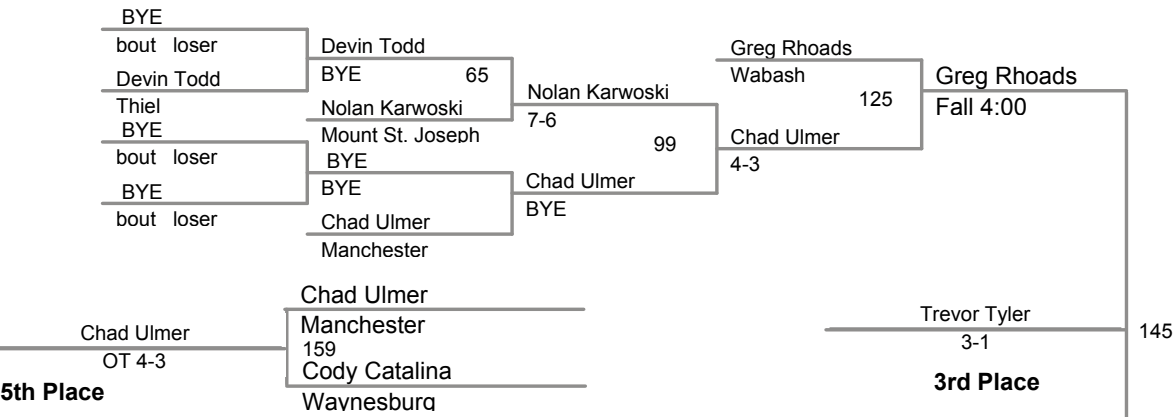 BYE
bout loser
Devin Todd
Thiel
BYE
bout loser
BYE
bout loser
Devin Todd
BYE
65
Nolan Karwoski
Mount St. Joseph
BYE
BYE
Chad Ulmer
Manchester
Nolan Karwoski
7-6
99
Chad Ulmer
BYE
Greg Rhoads
Wabash
125
Chad Ulmer
4-3
Greg Rhoads
Fall 4:00
Chad Ulmer
Manchester
159
Cody Catalina
Waynesburg
Chad Ulmer
OT 4-3
5th Place
Trevor Tyler
3-1
145
3rd Place